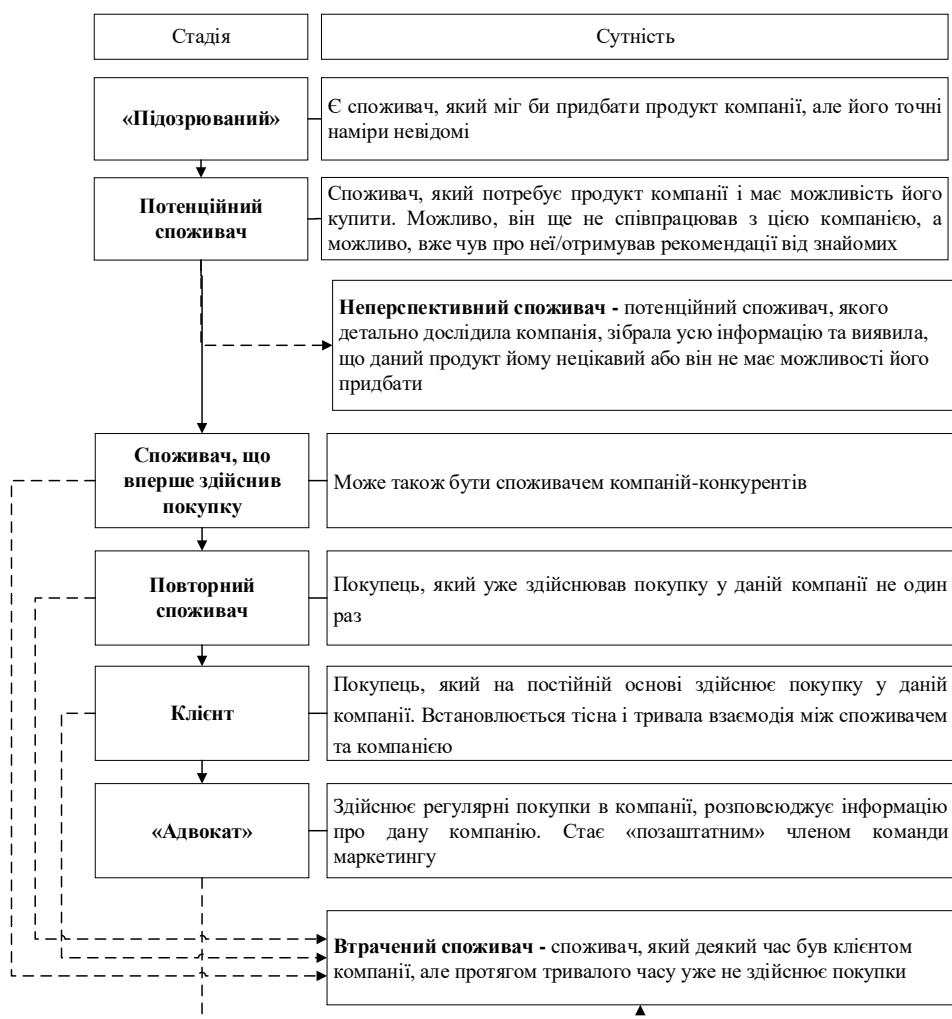 Стадія
Сутність
«Підозрюваний»
Є споживач, який міг би придбати продукт компанії, але його точні
наміри невідомі
Потенційний
споживач
Споживач, який потребує продукт компанії і має можливість його
купити. Можливо, він ще не співпрацював з цією компанією, а
можливо, вже чув про неї/отримував рекомендації від знайомих
Неперспективний споживач - потенційний споживач, якого
детально дослідила компанія, зібрала усю інформацію та виявила,
що даний продукт йому нецікавий або він не має можливості його
придбати
Споживач, що
вперше здійснив
покупку
Може також бути споживачем компаній-конкурентів
Повторний
споживач
Покупець, який уже здійснював покупку у даній компанії не один
раз
Клієнт
Покупець, який на постійній основі здійснює покупку у даній
компанії. Встановлюється тісна і тривала взаємодія між споживачем
та компанією
«Адвокат»
Здійснює регулярні покупки в компанії, розповсюджує інформацію
про дану компанію. Стає «позаштатним» членом команди
маркетингу
Втрачений споживач - споживач, який деякий час був клієнтом
компанії, але протягом тривалого часу уже не здійснює покупки